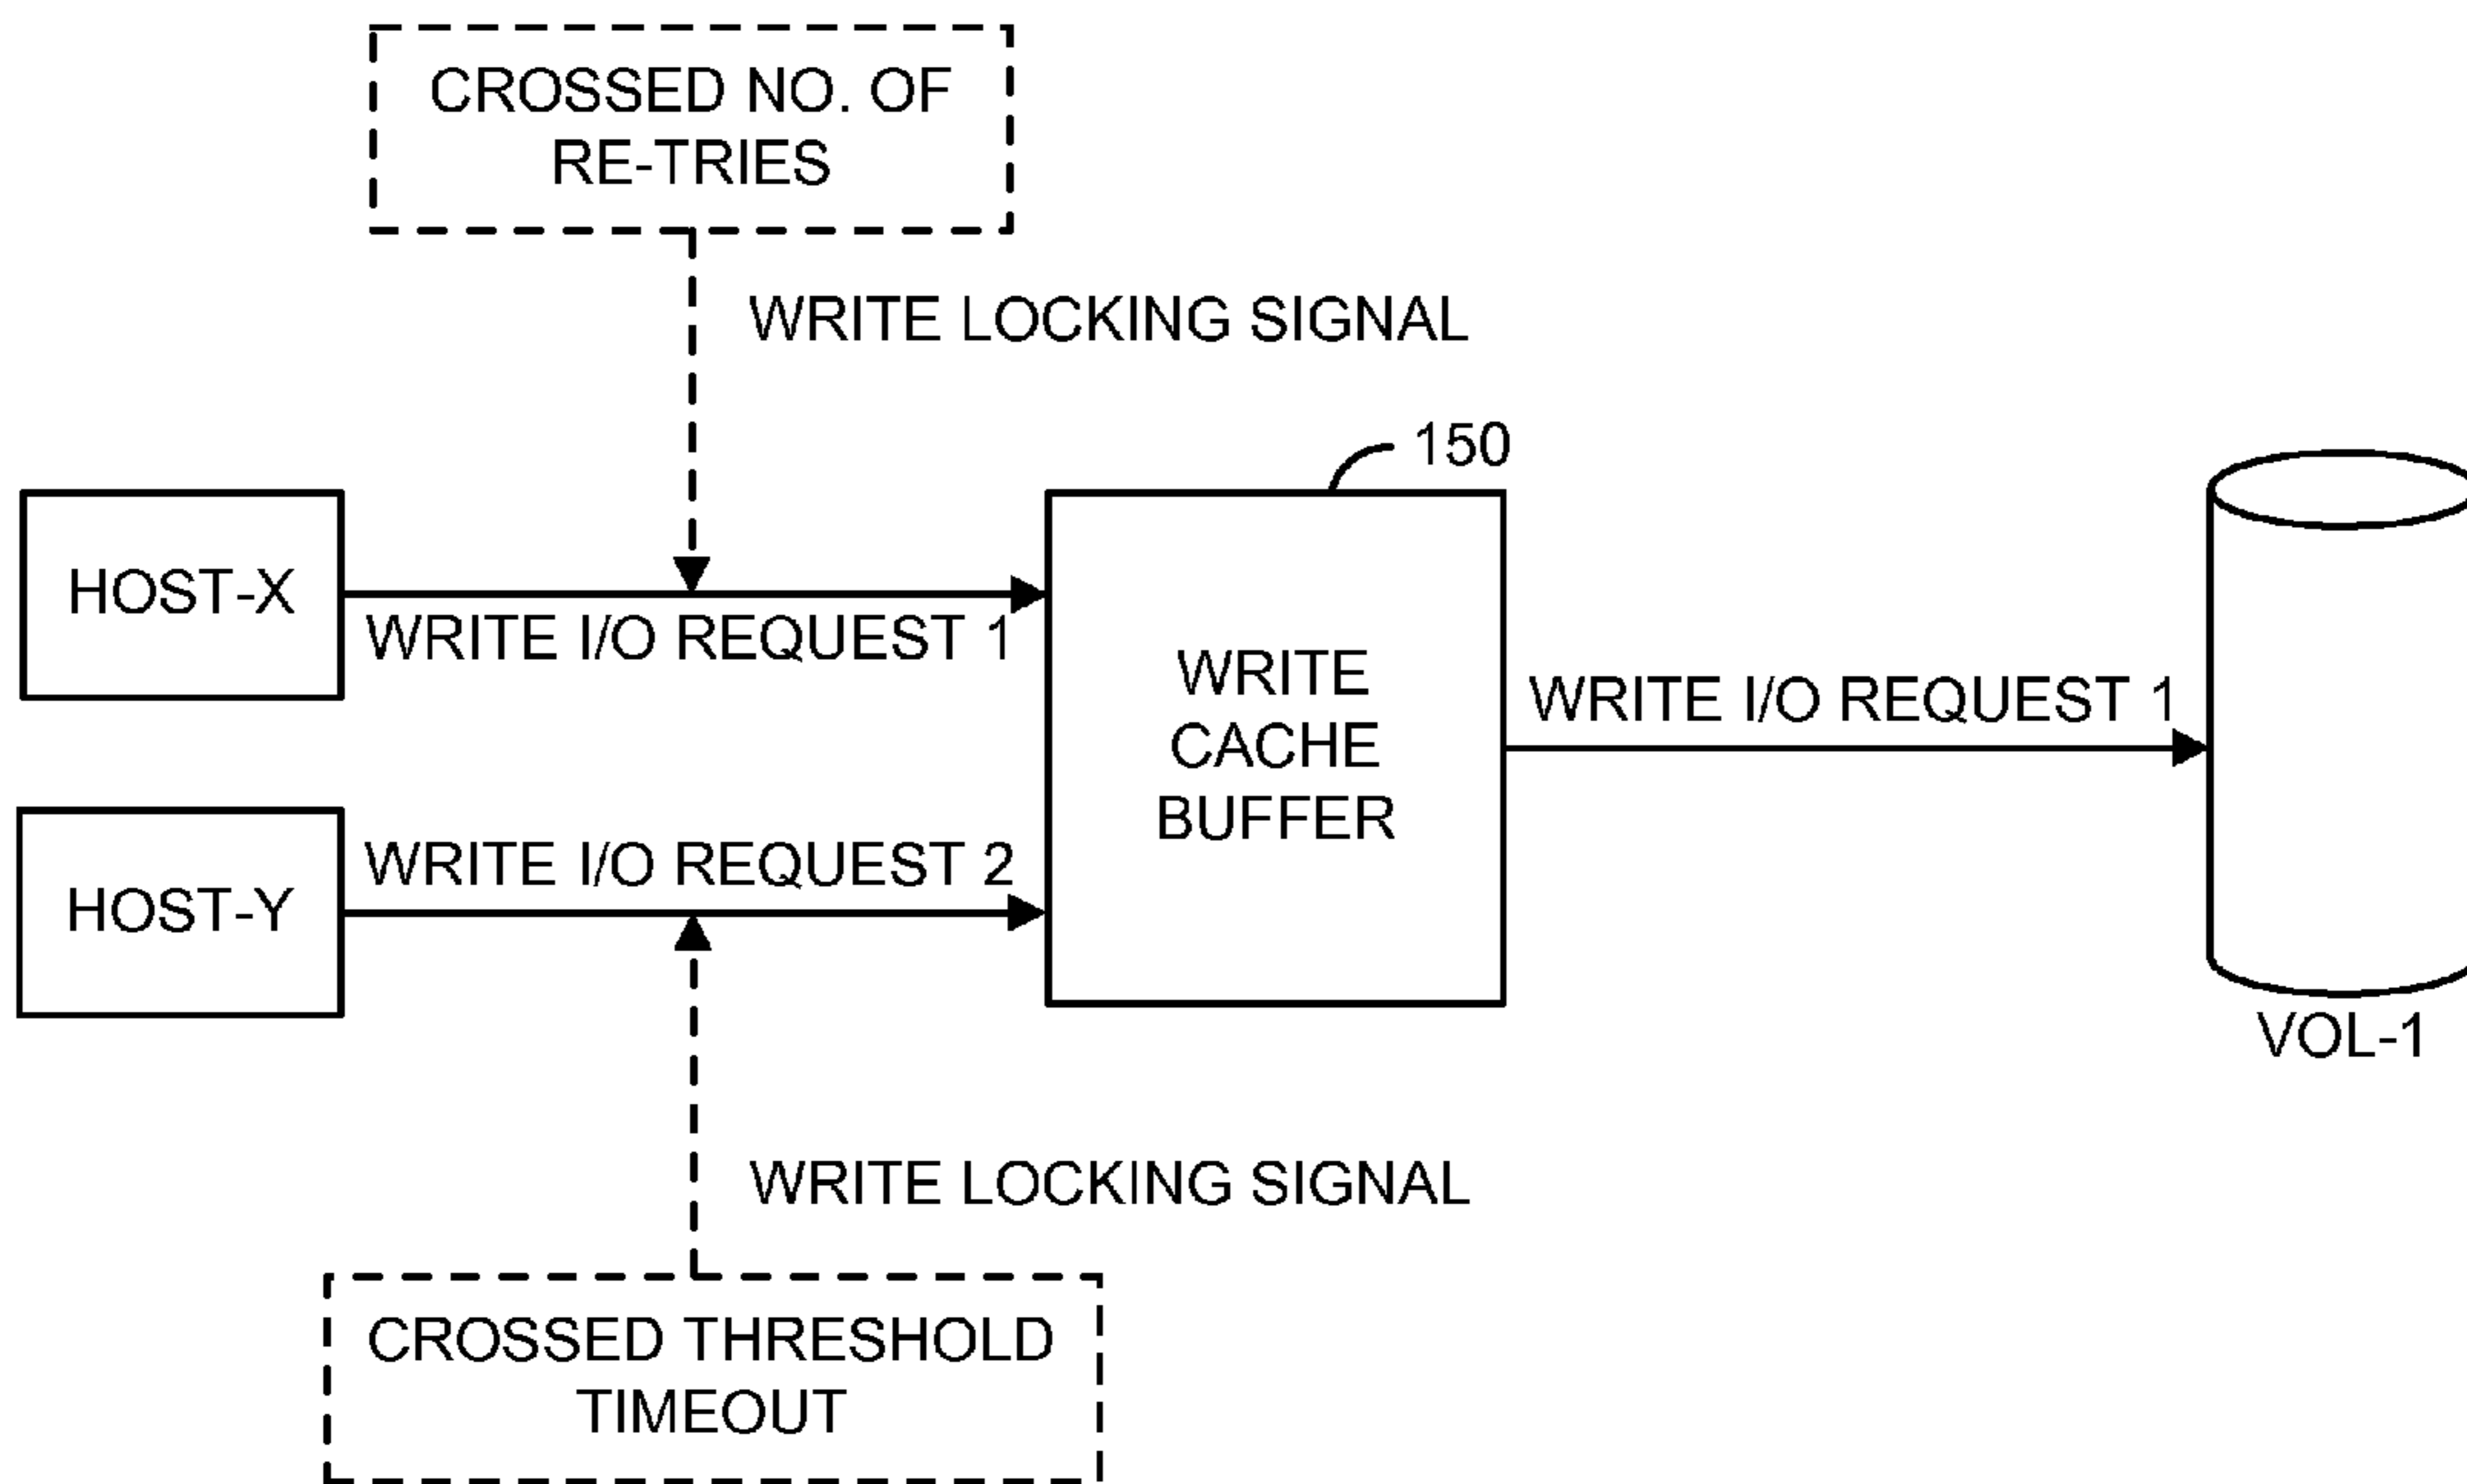 CROSSED NO. OF
RE-TRIES
WRITE LOCKING SIGNAL
150
HOST-X
WRITE I/O REQUEST 1
WRITE
CACHE
BUFFER
WRITE I/O REQUEST 1
HOST-Y
WRITE I/O REQUEST 2
VOL-1
WRITE LOCKING SIGNAL
CROSSED THRESHOLD
TIMEOUT